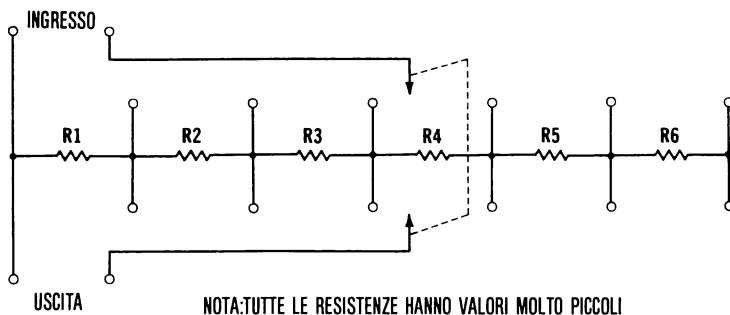 INGRESSO
R1 R2 R3 R4 R5 R6
USCITA
NOTA:TUTTE LE RESISTENZE HANNO VALORI MOLTO PICCOLI